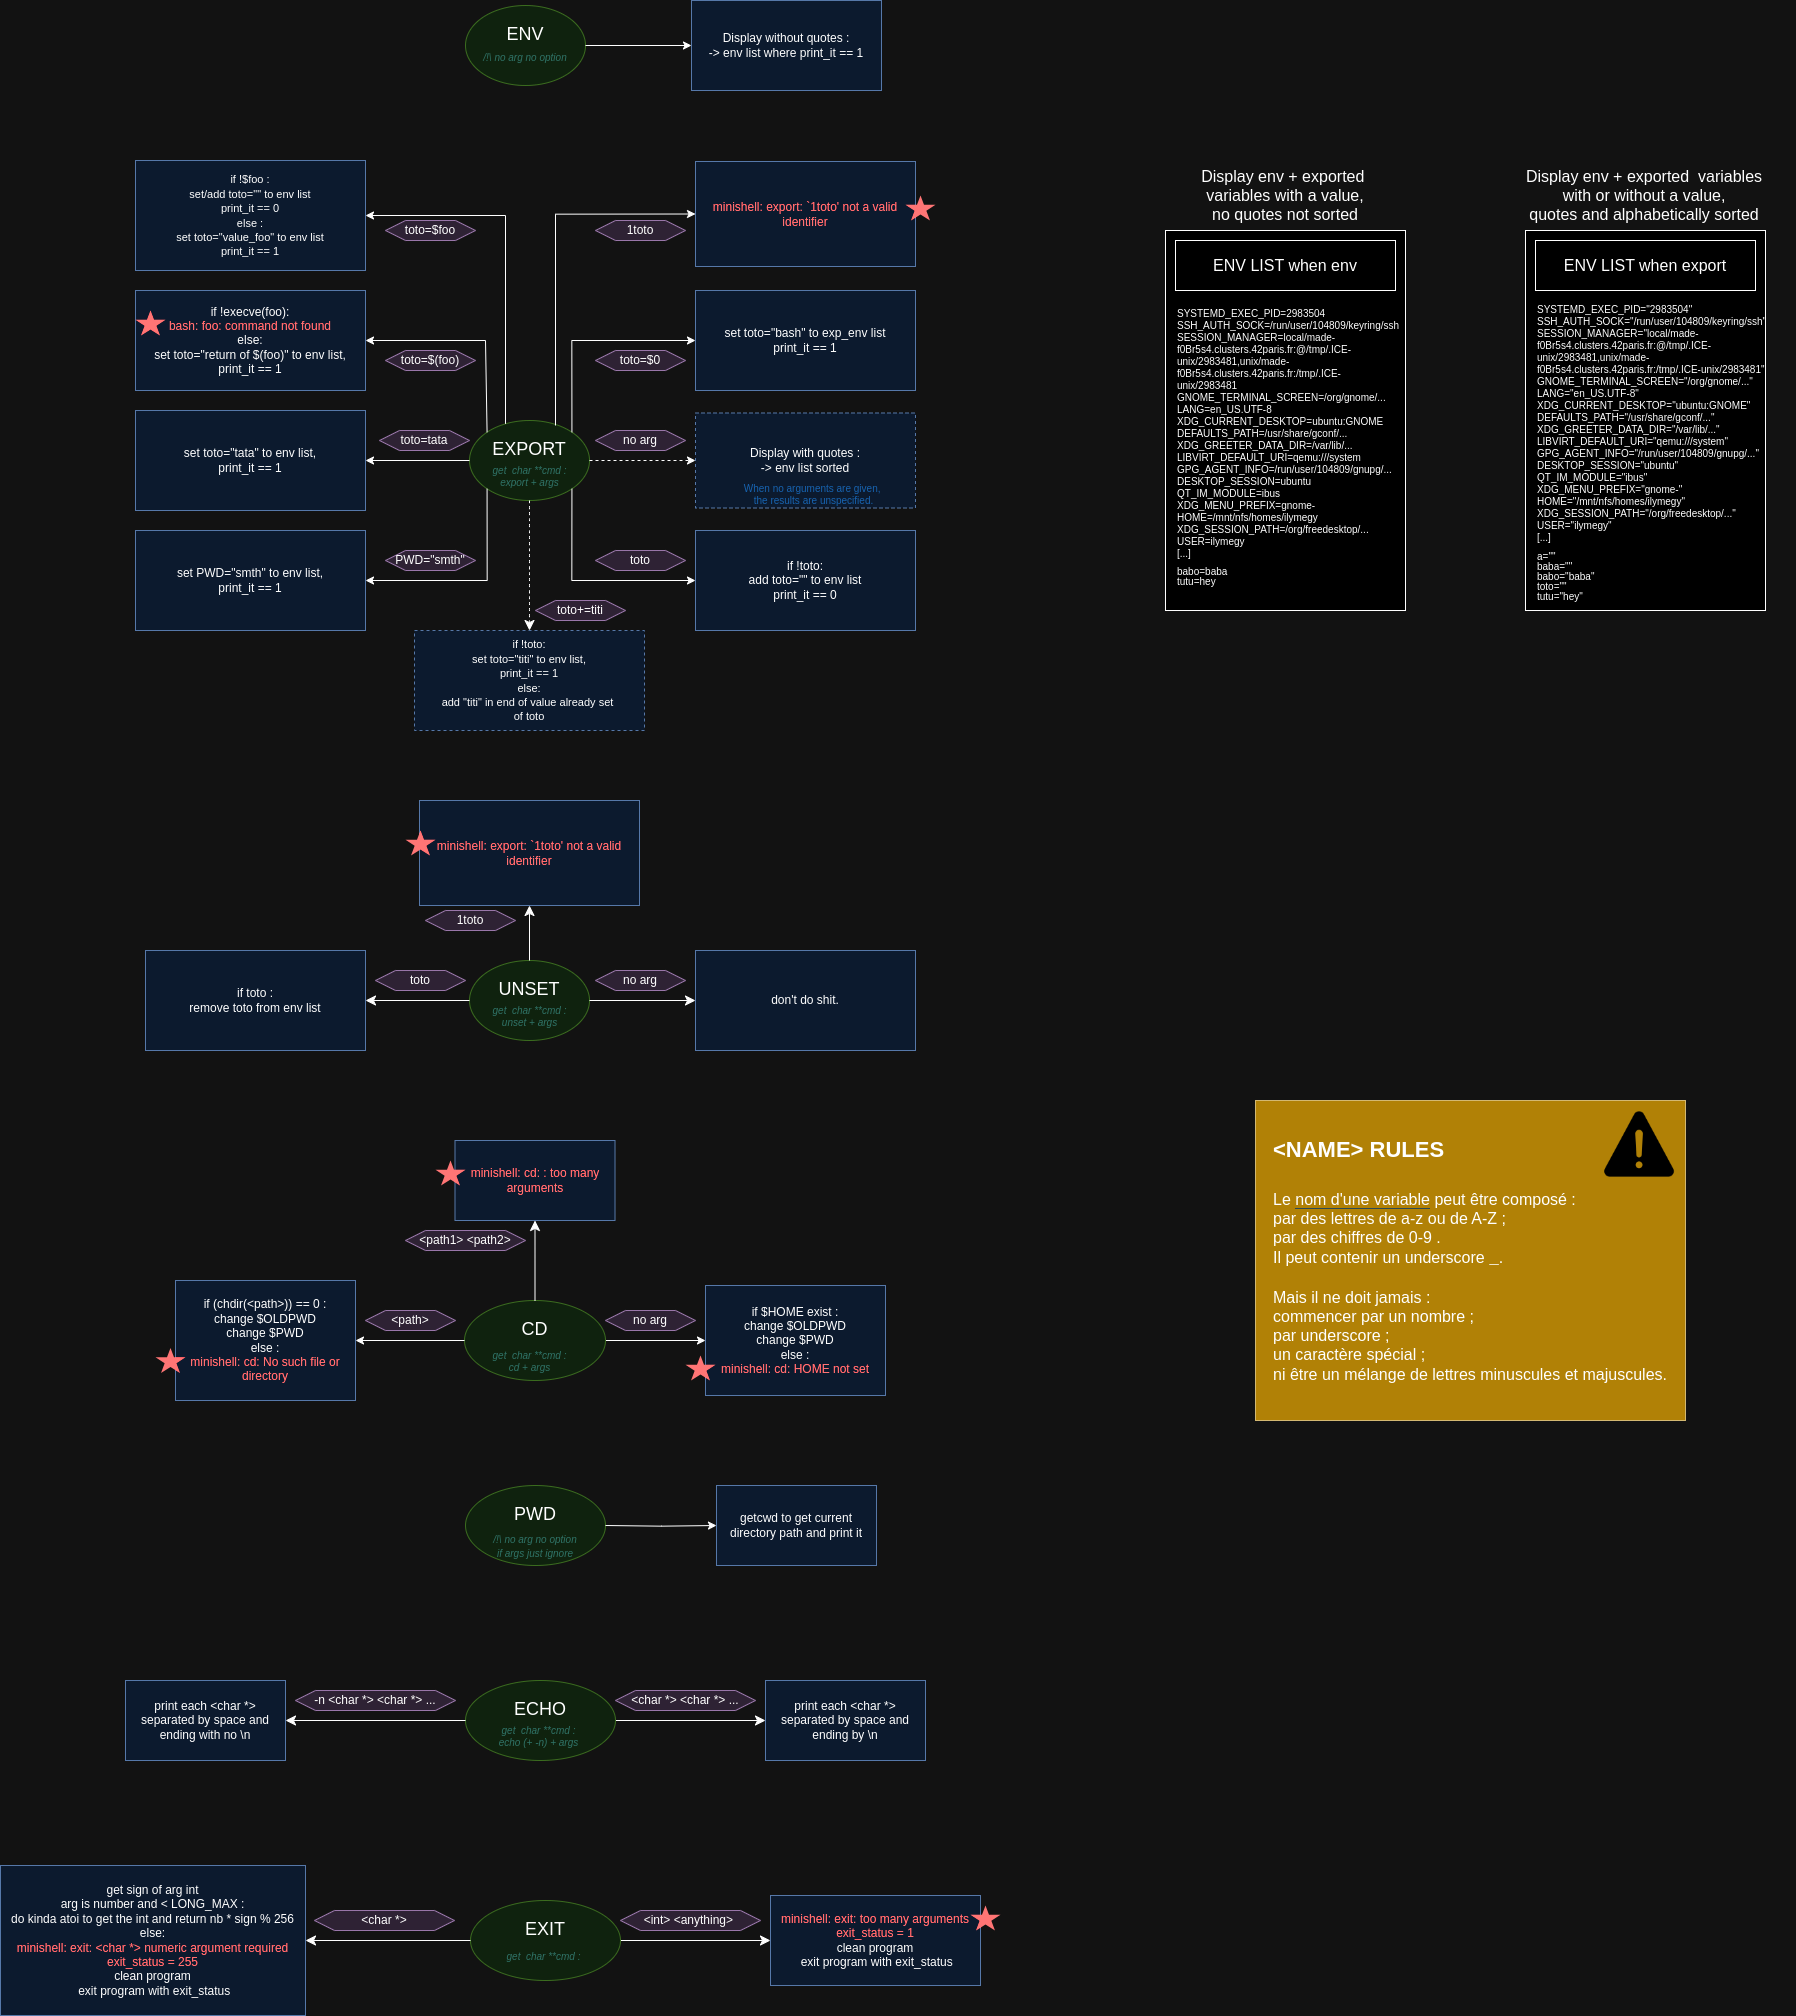 ENV
/!\ no arg no option
Display without quotes :
-> env list where print_it == 1
if !$foo :
set/add toto="" to env list
print_it == 0
else :
set toto="value_foo" to env list
print_it == 1
toto=$foo
1toto
minishell: export: `1toto' not a valid
identifier
if !execve(foo):
bash: foo: command not found
else:
set toto="return of $(foo)" to env list,
print_it == 1
toto=$(foo)
toto=$0
set toto="bash" to exp_env list
print_it == 1
set toto="tata" to env list,
print_it == 1
toto=tata
EXPORT
get  char **cmd :
export + args
no arg
Display with quotes :
-> env list sorted
When no arguments are given,
the results are unspecified.
set PWD="smth" to env list,
print_it == 1
PWD="smth"
toto
if !toto:
add toto="" to env list
print_it == 0
toto+=titi
if !toto:
set toto="titi" to env list,
print_it == 1
else:
add "titi" in end of value already set
of toto
Display env + exported
variables with a value,
no quotes not sorted
ENV LIST when env
SYSTEMD_EXEC_PID=2983504
SSH_AUTH_SOCK=/run/user/104809/keyring/ssh
SESSION_MANAGER=local/made-
f0Br5s4.clusters.42paris.fr:@/tmp/.ICE-
unix/2983481,unix/made-
f0Br5s4.clusters.42paris.fr:/tmp/.ICE-
unix/2983481
GNOME_TERMINAL_SCREEN=/org/gnome/...
LANG=en_US.UTF-8
XDG_CURRENT_DESKTOP=ubuntu:GNOME
DEFAULTS_PATH=/usr/share/gconf/...
XDG_GREETER_DATA_DIR=/var/lib/...
LIBVIRT_DEFAULT_URI=qemu:///system
GPG_AGENT_INFO=/run/user/104809/gnupg/...
DESKTOP_SESSION=ubuntu
QT_IM_MODULE=ibus
XDG_MENU_PREFIX=gnome-
HOME=/mnt/nfs/homes/ilymegy
XDG_SESSION_PATH=/org/freedesktop/...
USER=ilymegy
[...]
babo=baba
tutu=hey
Display env + exported  variables
with or without a value,
quotes and alphabetically sorted
ENV LIST when export
SYSTEMD_EXEC_PID="2983504"
SSH_AUTH_SOCK="/run/user/104809/keyring/ssh"
SESSION_MANAGER="local/made-
f0Br5s4.clusters.42paris.fr:@/tmp/.ICE-
unix/2983481,unix/made-
f0Br5s4.clusters.42paris.fr:/tmp/.ICE-unix/2983481"
GNOME_TERMINAL_SCREEN="/org/gnome/..."
LANG="en_US.UTF-8"
XDG_CURRENT_DESKTOP="ubuntu:GNOME"
DEFAULTS_PATH="/usr/share/gconf/..."
XDG_GREETER_DATA_DIR="/var/lib/..."
LIBVIRT_DEFAULT_URI="qemu:///system"
GPG_AGENT_INFO="/run/user/104809/gnupg/..."
DESKTOP_SESSION="ubuntu"
QT_IM_MODULE="ibus"
XDG_MENU_PREFIX="gnome-"
HOME="/mnt/nfs/homes/ilymegy"
XDG_SESSION_PATH="/org/freedesktop/..."
USER="ilymegy"
[...]
a=""
baba=""
babo="baba"
toto=""
tutu="hey"
minishell: export: `1toto' not a valid
identifier
1toto
if toto :
remove toto from env list
toto
UNSET
get  char **cmd :
unset + args
no arg
don't do shit.
minishell: cd: : too many
arguments
<path1> <path2>
if (chdir(<path>)) == 0 :
change $OLDPWD
change $PWD
else :
minishell: cd: No such file or
directory
<path>
CD
get  char **cmd :
cd + args
no arg
if $HOME exist :
change $OLDPWD
change $PWD
else :
minishell: cd: HOME not set
<NAME> RULES
Le nom d'une variable peut être composé :
par des lettres de a-z ou de A-Z ;
par des chiffres de 0-9 .
Il peut contenir un underscore _.
Mais il ne doit jamais :
commencer par un nombre ;
par underscore ;
un caractère spécial ;
ni être un mélange de lettres minuscules et majuscules.
PWD
/!\ no arg no option
if args just ignore
getcwd to get current
directory path and print it
print each <char *>
separated by space and
ending with no \n
-n <char *> <char *> ...
ECHO
get  char **cmd :
echo (+ -n) + args
<char *> <char *> ...
print each <char *>
separated by space and
ending by \n
get sign of arg int
arg is number and < LONG_MAX :
do kinda atoi to get the int and return nb * sign % 256
else:
minishell: exit: <char *> numeric argument required
exit_status = 255
clean program
exit program with exit_status
<char *>
EXIT
get  char **cmd :
<int> <anything>
minishell: exit: too many arguments
exit_status = 1
clean program
exit program with exit_status